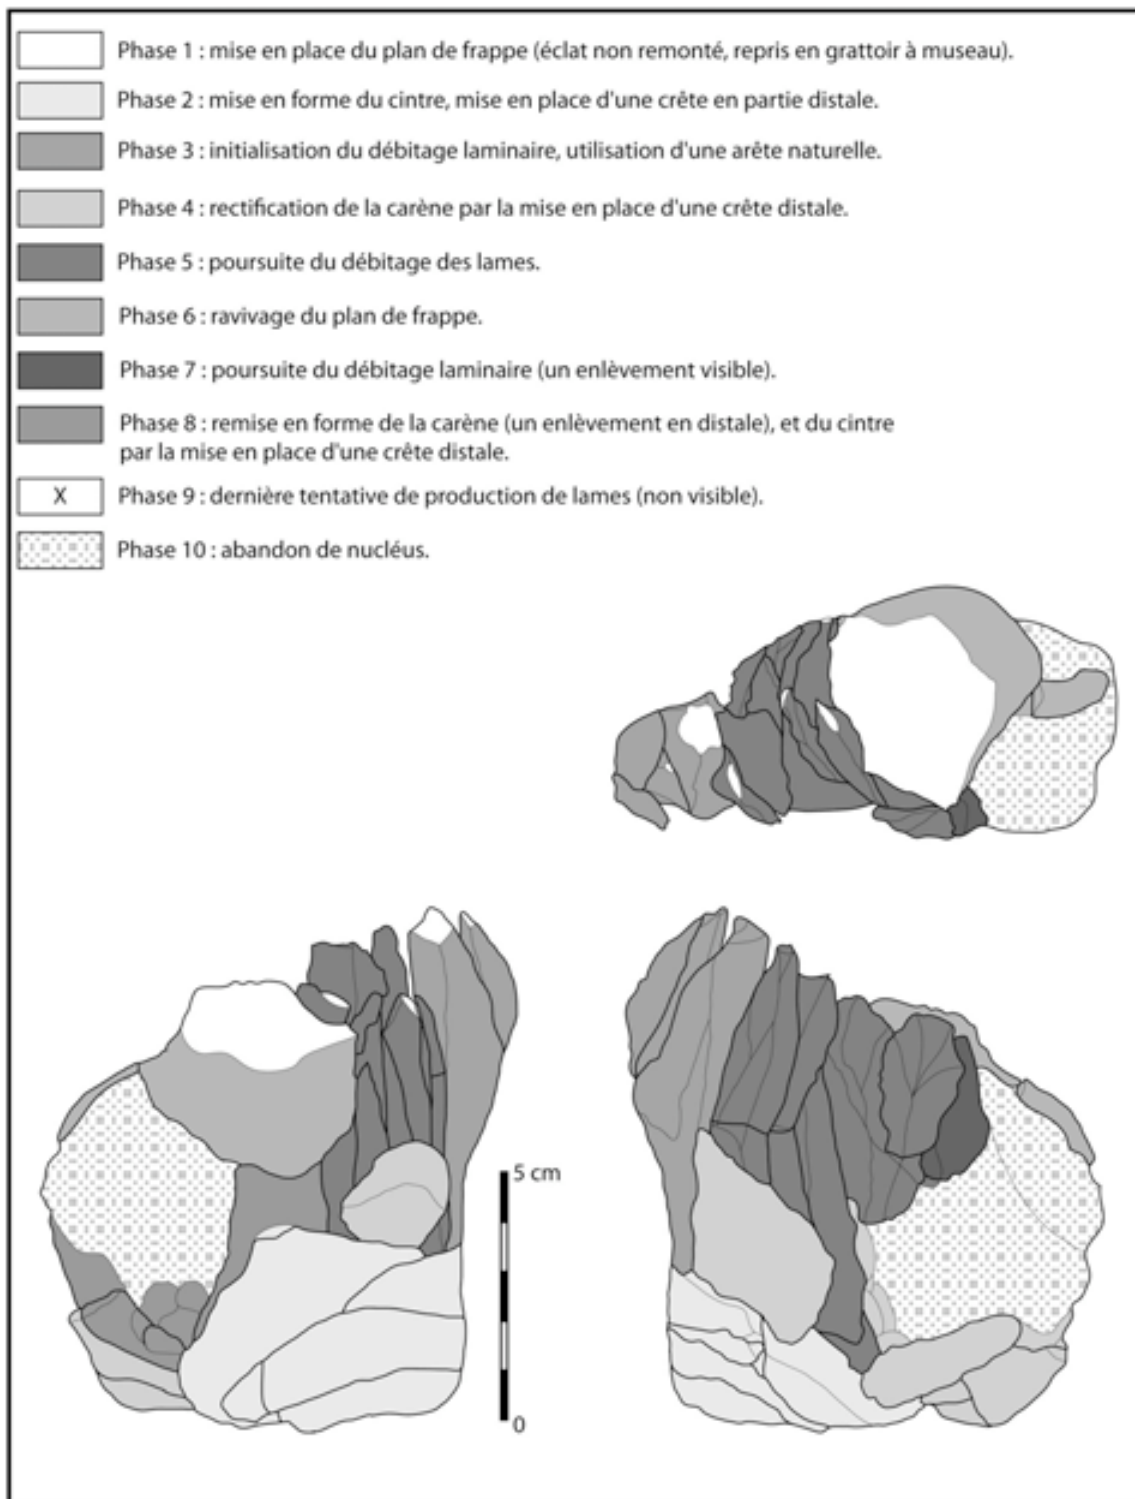 Phase 1 : mise en place du plan de frappe (éclat non remonté, repris en grattoir à museau).
Phase 2 : mise en forme du cintre, mise en place d'une crête en partie distale.
Phase 3 : initialisation du débitage laminaire, utilisation d'une arête naturelle.
Phase 4 : rectification de la carène par la mise en place d'une crête distale.
Phase 5 : poursuite du débitage des lames.
Phase 6 : ravivage du plan de frappe.
Phase 7 : poursuite du débitage laminaire (un enlèvement visible).
Phase 8 : remise en forme de la carène (un enlèvement en distale), et du cintre
par la mise en place d'une crête distale.
X Phase 9 : dernière tentative de production de lames (non visible).
Phase 10 : abandon de nucléus.
5 cm
0